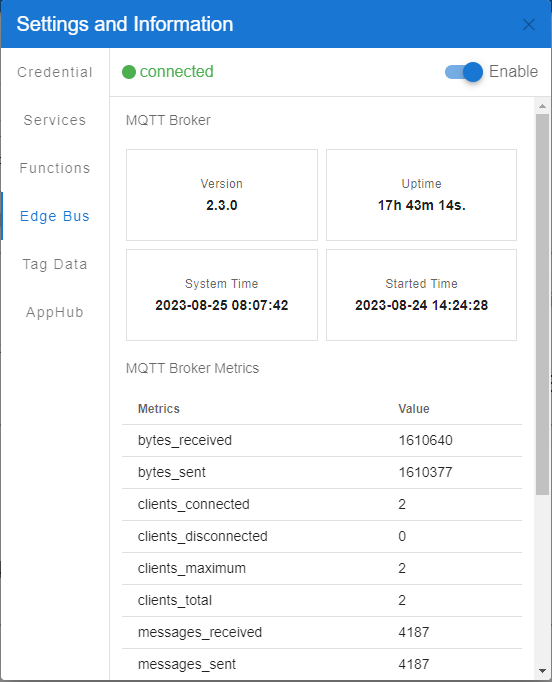 Settings and Information
Credential
Services
Functions
Edge Bus
Tag Data
AppHub
connected
Enable
MQTT Broker
Version
2.3.0
Uptime
17h 43m 14s.
System Time
2023-08-25 08:07:42
Started Time
2023-08-24 14:24:28
MQTT Broker Metrics
Metrics Value
bytes_received 1610640
bytes_sent 1610377
clients_connected 2
clients_disconnected 0
clients_maximum 2
clients_total 2
messages_received 4187
messages_sent 4187